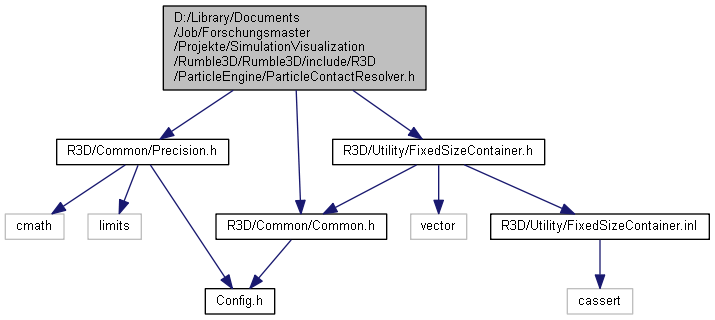 D:/Library/Documents
/Job/Forschungsmaster
/Projekte/SimulationVisualization
/Rumble3D/Rumble3D/include/R3D
/ParticleEngine/ParticleContactResolver.h
R3D/Common/Precision.h
R3D/Utility/FixedSizeContainer.h
cmath
limits
R3D/Common/Common.h
vector
R3D/Utility/FixedSizeContainer.inl
Config.h
cassert